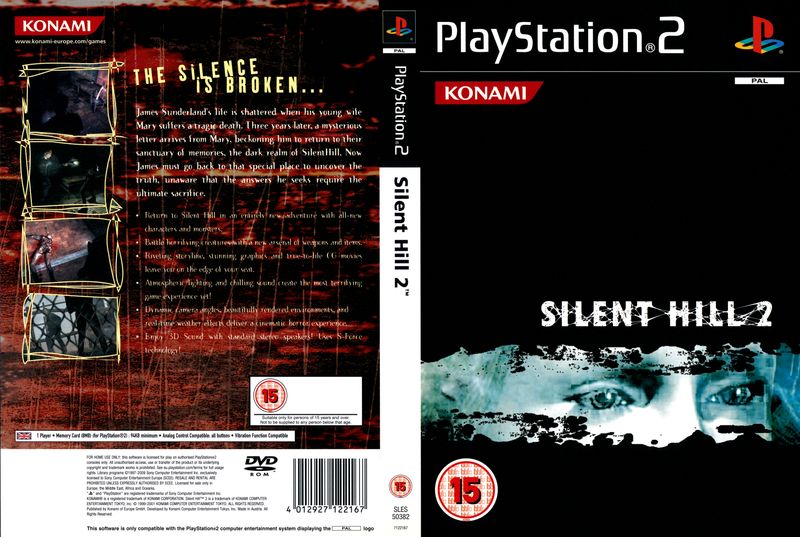 KONAMI
www.konami-europe.com/games
THE SILENCE
IS BROKEN...
James Sunderland's life is shattered when his young wife
Mary suffers a tragic death. Three years later, a mysterious
letter arrives from Mary, beckoning him to return to their
sanctuary of memories, the dark realm of SilentHill. Now
James must go back to that special place to uncover the
truth, unaware that the answers he seeks require the
ultimate sacrifice.
• Return to Silent Hill in an entirely new adventure with all-new
characters and monsters.
• Battle horrifying creatures with a new arsenal of weapons and items.
• Riveting storyline, stunning graphics and true-to-life CG movies
leave you on the edge of your seat.
• Atmospheric lighting and chilling sound create the most terrifying
game experience yet!
• Dynamic camera angles, beautifully rendered environments, and
real-time weather effects deliver a cinematic horror experience.
• Enjoy 3D Sound with standard stereo speakers! Uses S-Force
technology!
15
Suitable only for persons of 15 years and over.
Not to be supplied to any person below that age.
1 Player • Memory Card (8MB) (for PlayStation®2) : 94KB minimum • Analog Control Compatible: all buttons • Vibration Function Compatible
DVD
ROM
4 012927 122167
This software is only compatible with the PlayStation®2 computer entertainment system displaying the PAL logo
PAL
PlayStation®2
Silent Hill 2™
15
SLES
50382
7122167
PlayStation®2
PAL
KONAMI
SILENT HILL 2
15